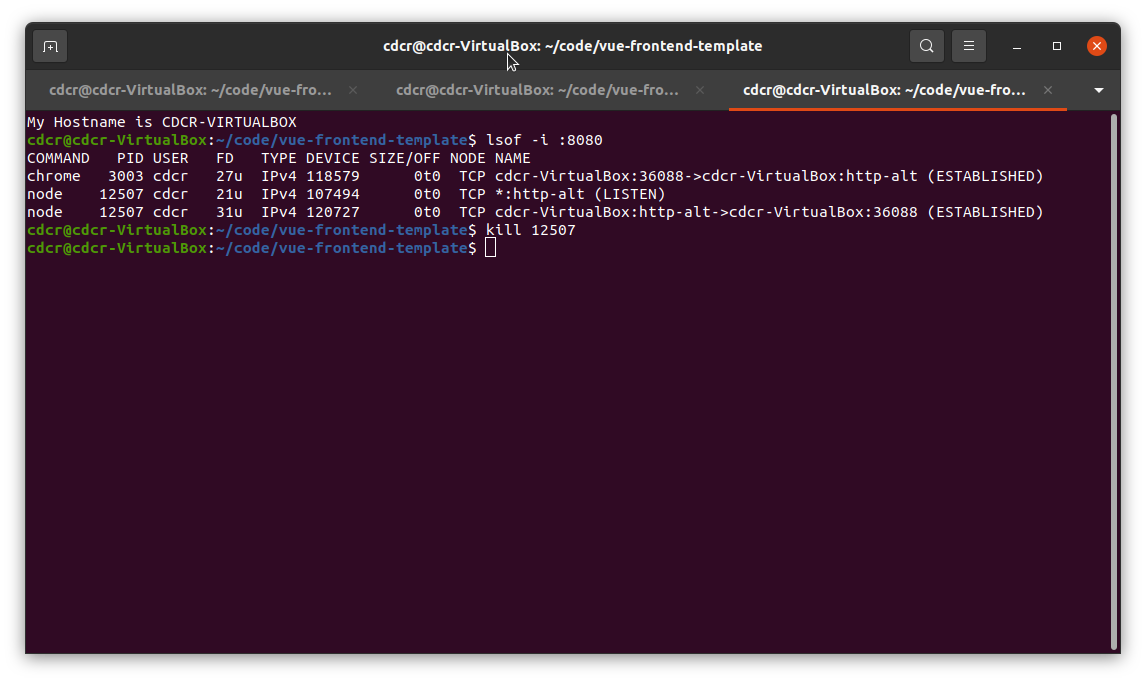 cdcr@cdcr-VirtualBox: ~/code/vue-frontend-template
cdcr@cdcr-VirtualBox: ~/code/vue-fro... cdcr@cdcr-VirtualBox: ~/code/vue-fro... cdcr@cdcr-VirtualBox: ~/code/vue-fro...
My Hostname is CDCR-VIRTUALBOX
cdcr@cdcr-VirtualBox:~/code/vue-frontend-template$ lsof -i :8080
COMMAND   PID USER   FD   TYPE DEVICE SIZE/OFF NODE NAME
chrome   3003 cdcr   27u  IPv4 118579      0t0  TCP cdcr-VirtualBox:36088->cdcr-VirtualBox:http-alt (ESTABLISHED)
node    12507 cdcr   21u  IPv4 107494      0t0  TCP *:http-alt (LISTEN)
node    12507 cdcr   31u  IPv4 120727      0t0  TCP cdcr-VirtualBox:http-alt->cdcr-VirtualBox:36088 (ESTABLISHED)
cdcr@cdcr-VirtualBox:~/code/vue-frontend-template$ kill 12507
cdcr@cdcr-VirtualBox:~/code/vue-frontend-template$